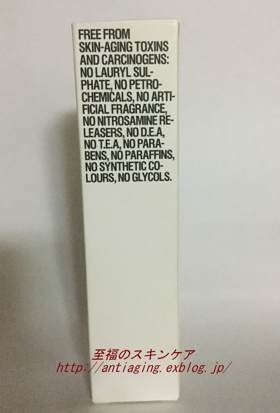 FREE FROM
SKIN-AGING TOXINS
AND CARCINOGENS:
NO LAURYL SUL-
PHATE, NO PETRO-
CHEMICALS, NO ARTI-
FICIAL FRAGRANCE,
NO NITROSAMINE RE-
LEASERS, NO D.E.A,
NO T.E.A, NO PARA-
BENS, NO PARAFFINS,
NO SYNTHETIC CO-
LOURS, NO GLYCOLS.
至福のスキンケア
http://antiaging.exblog.jp/